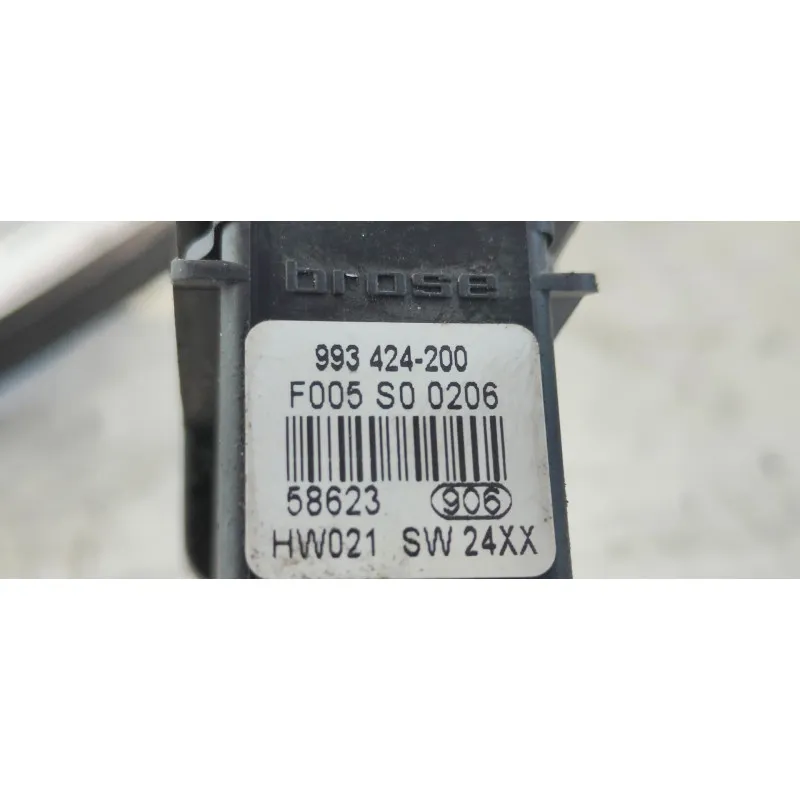 brose
993 424-200
F005 S0 0206
58623 906
HW021 SW 24XX